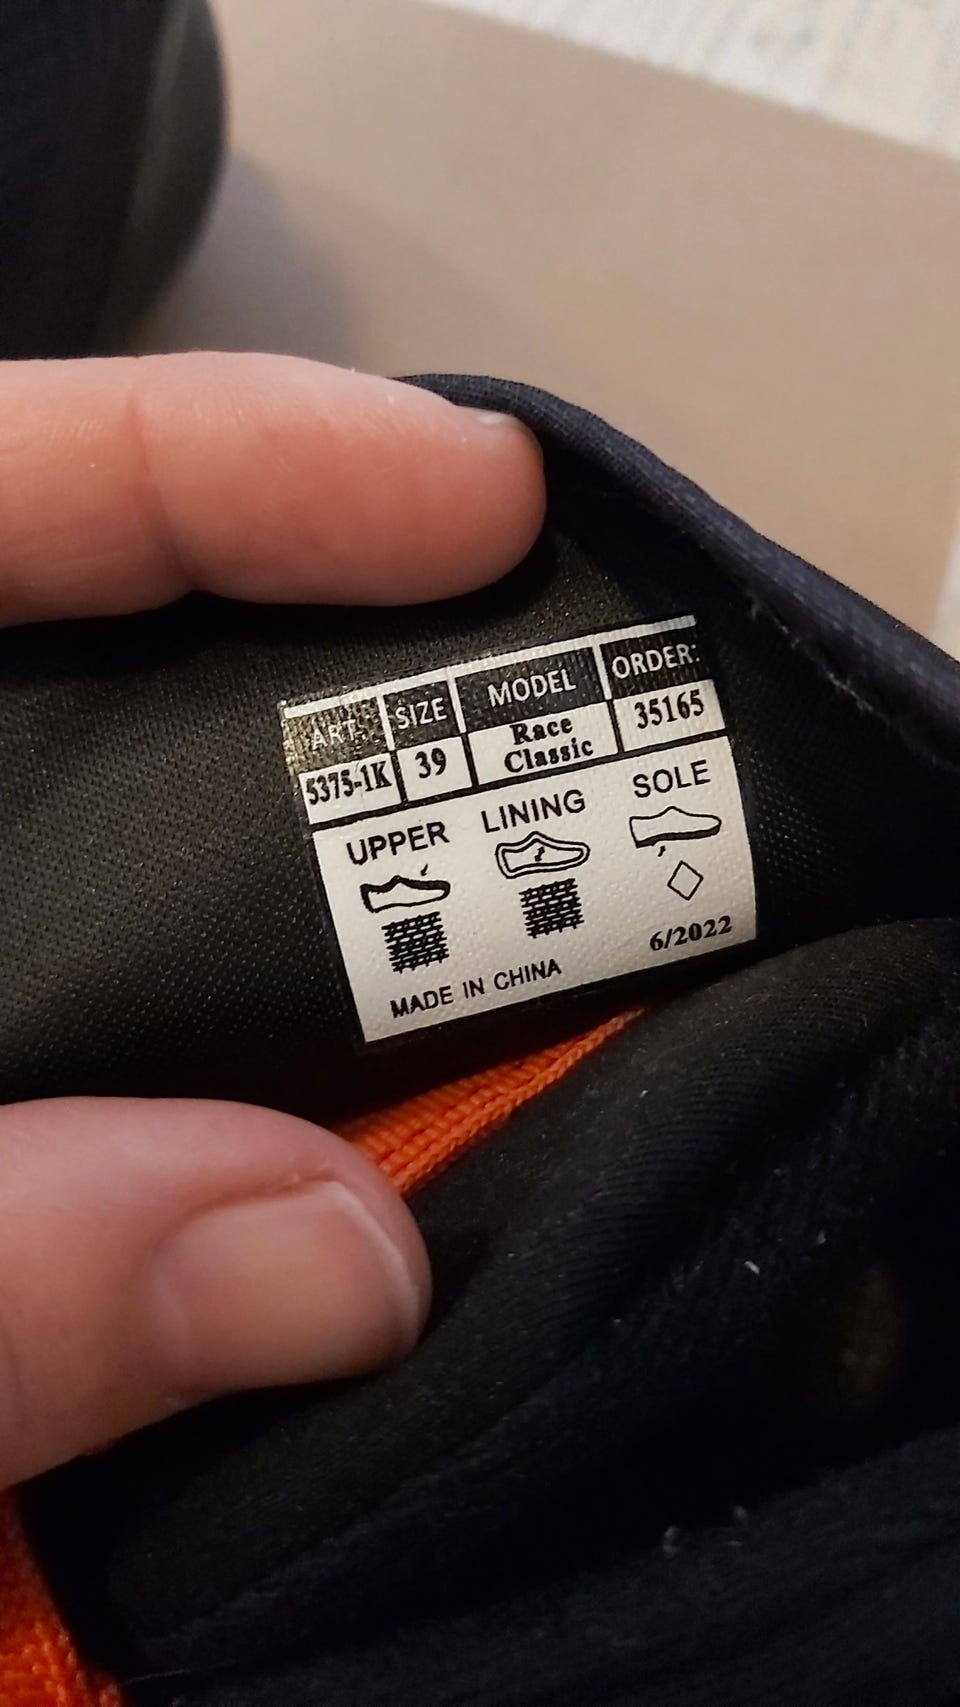 ART. SIZE MODEL ORDER:
5375-1K 39 Race Classic 35165
UPPER LINING SOLE
6/2022
MADE IN CHINA